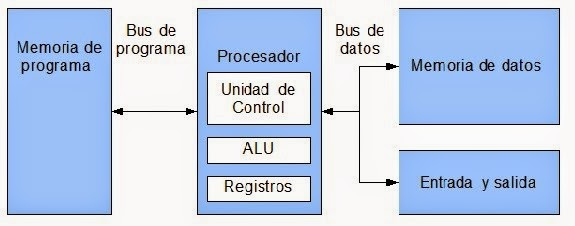 Memoria de
programa
Bus de
programa
Procesador
Unidad de
Control
ALU
Registros
Bus de
datos
Memoria de datos
Entrada y salida